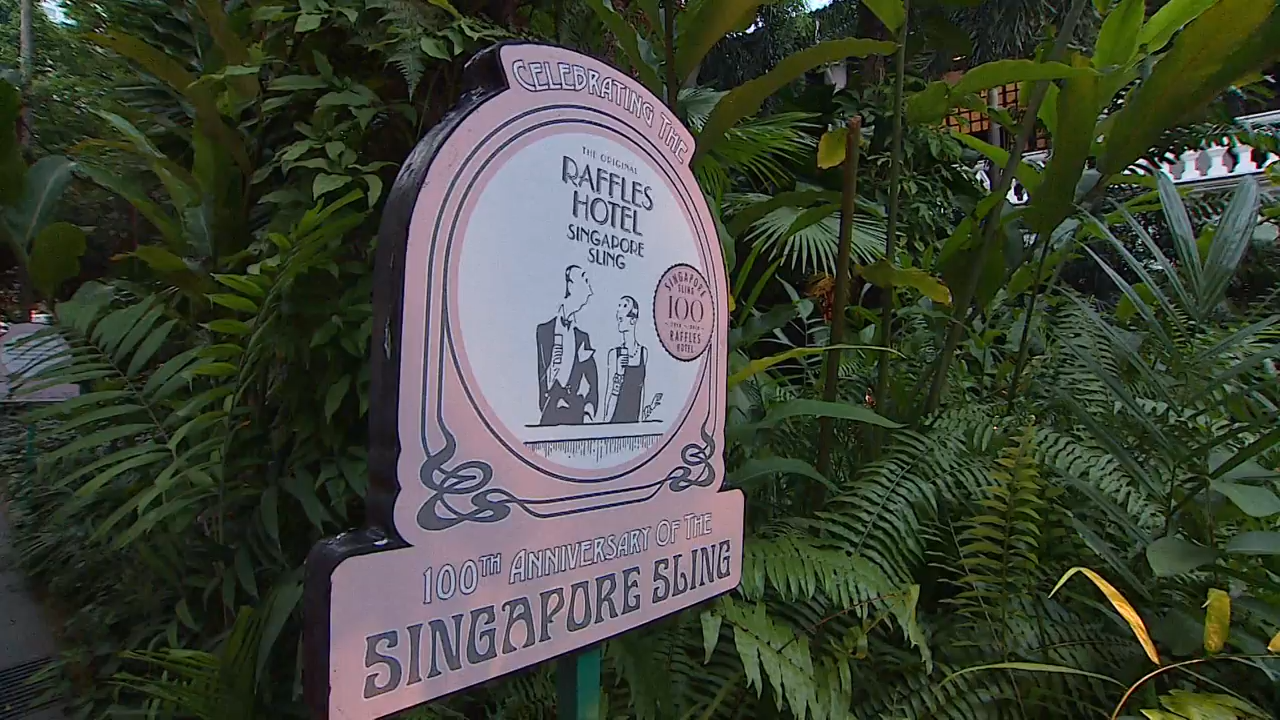 CELEBRATING THE
THE ORIGINAL
RAFFLES
HOTEL
SINGAPORE
SLING
SINGAPORE
SLING
100
RAFFLES
HOTEL
100TH ANNIVERSARY OF THE
SINGAPORE SLING